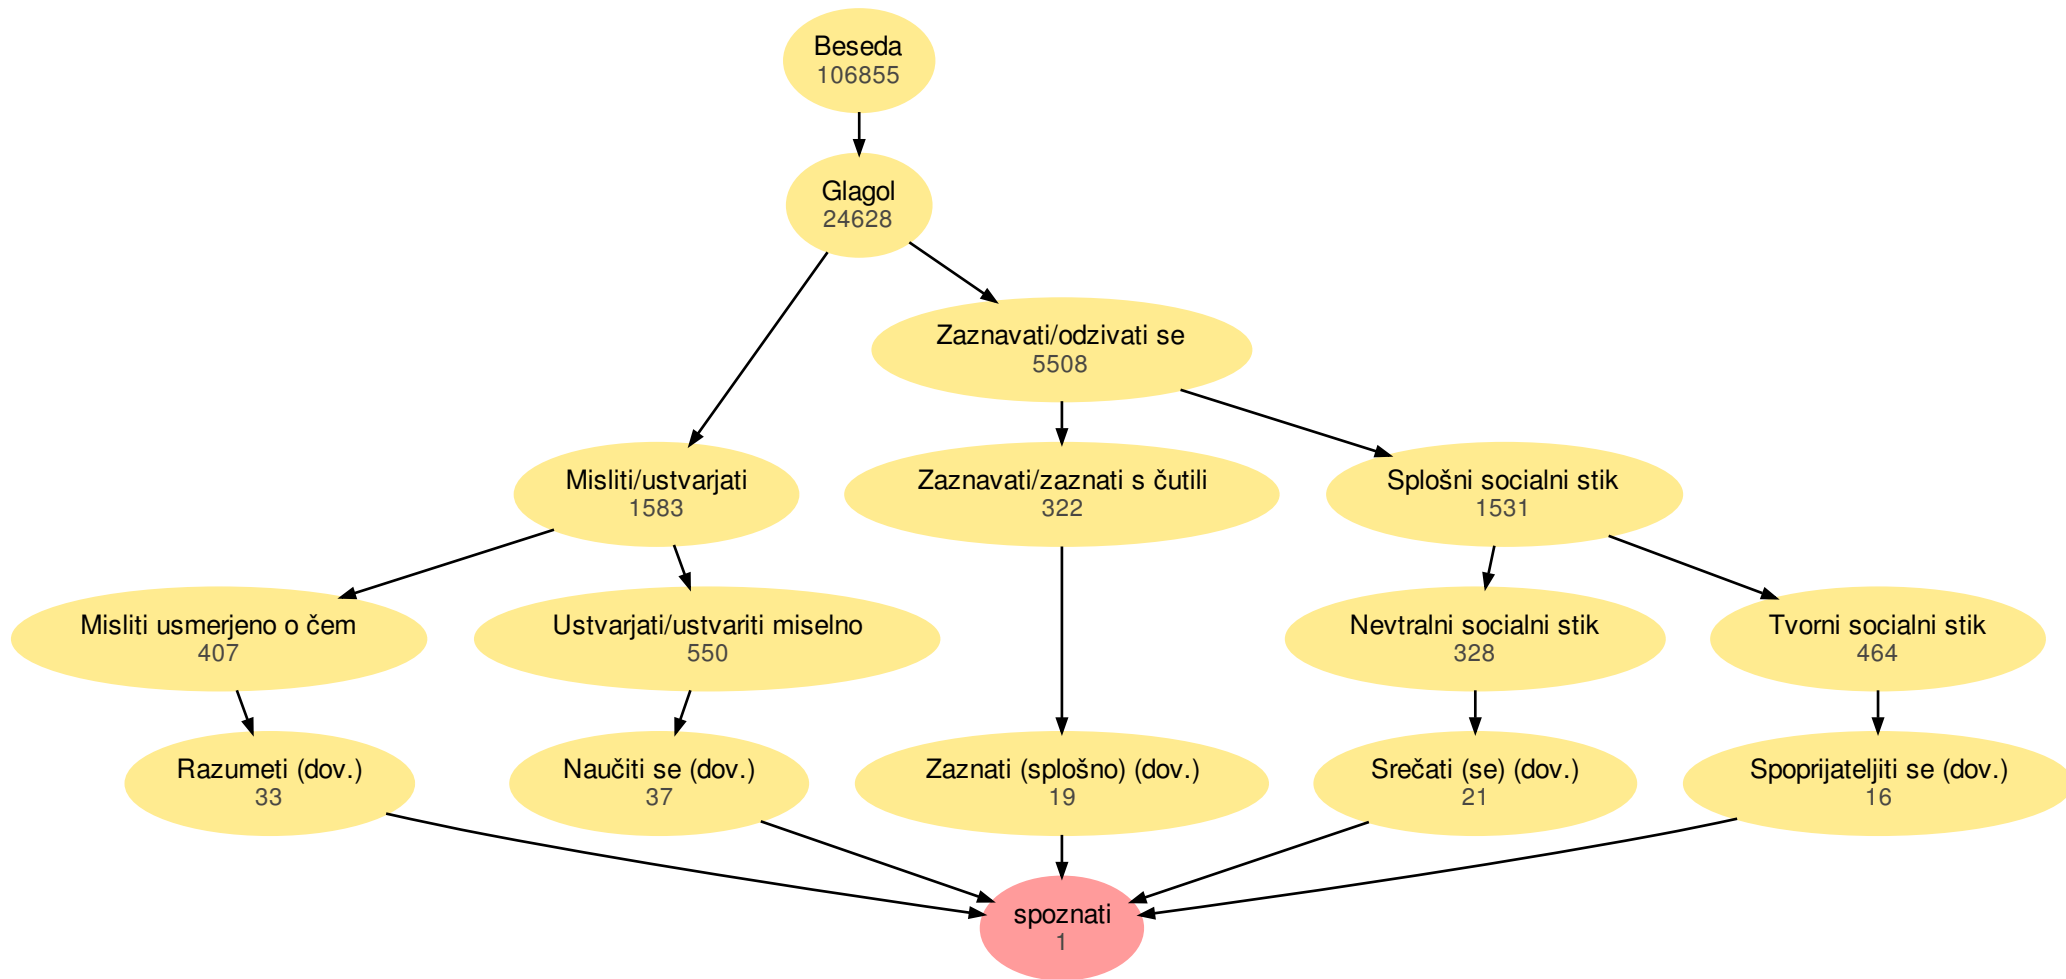 Beseda
106855
Glagol
24628
Zaznavati/odzivati se
5508
Misliti/ustvarjati
1583
Zaznavati/zaznati s čutili
322
Splošni socialni stik
1531
Misliti usmerjeno o čem
407
Ustvarjati/ustvariti miselno
550
Nevtralni socialni stik
328
Tvorni socialni stik
464
Razumeti (dov.)
33
Naučiti se (dov.)
37
Zaznati (splošno) (dov.)
19
Srečati (se) (dov.)
21
Spoprijateljiti se (dov.)
16
spoznati
1